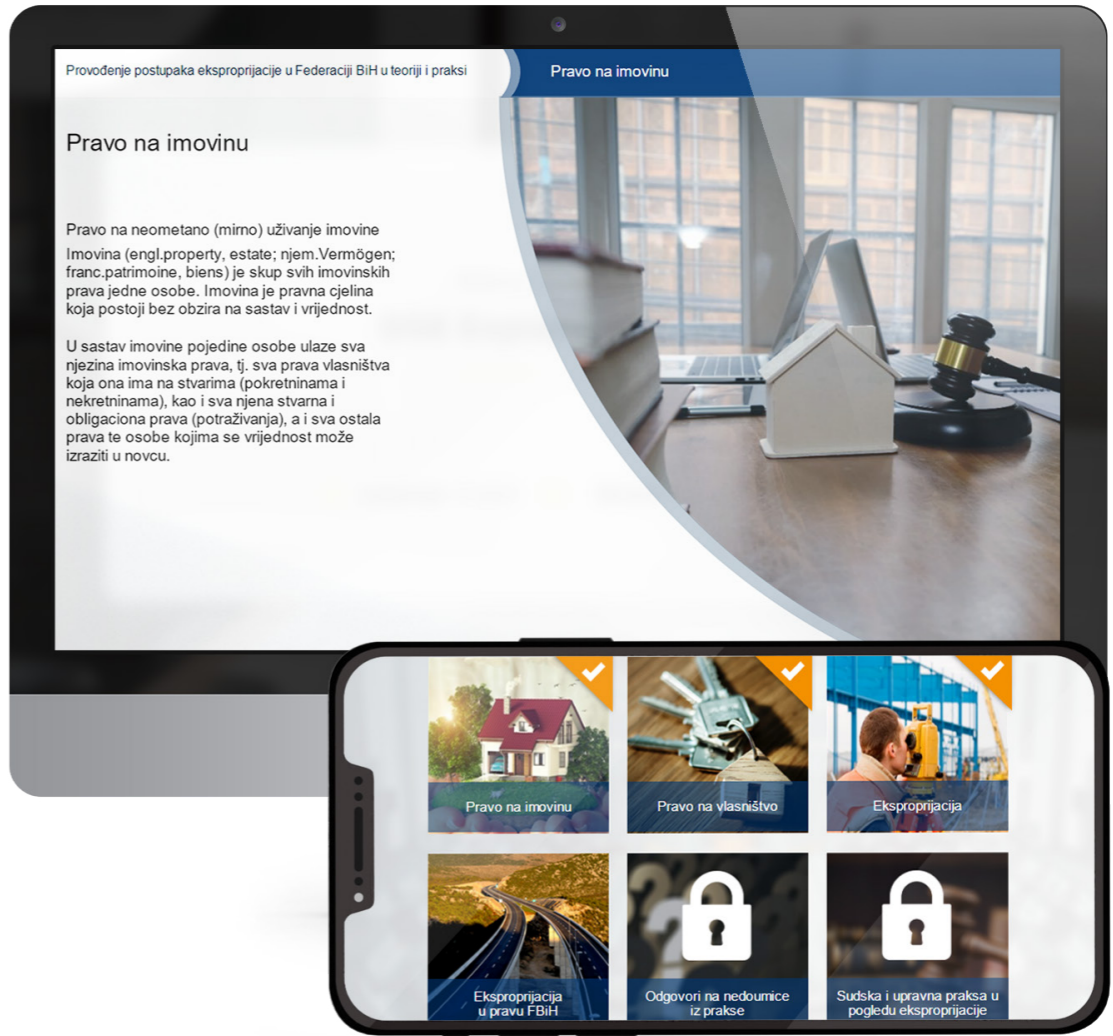 Provođenje postupaka eksproprijacije u Federaciji BiH u teoriji i praksi
Pravo na imovinu
Pravo na imovinu
Pravo na neometano (mirno) uživanje imovine
Imovina (engl.property, estate; njem.Vermögen;
franc.patrimoine, biens) je skup svih imovinskih
prava jedne osobe. Imovina je pravna cjelina
koja postoji bez obzira na sastav i vrijednost.
U sastav imovine pojedine osobe ulaze sva
njezina imovinska prava, tj. sva prava vlasništva
koja ona ima na stvarima (pokretninama i
nekretninama), kao i sva njena stvarna i
obligaciona prava (potraživanja), a i sva ostala
prava te osobe kojima se vrijednost može
izraziti u novcu.
Pravo na imovinu
Pravo na vlasništvo
Eksproprijacija
Eksproprijacija
u pravu FBiH
Odgovori na nedoumice
iz prakse
Sudska i upravna praksa u
pogledu eksproprijacije